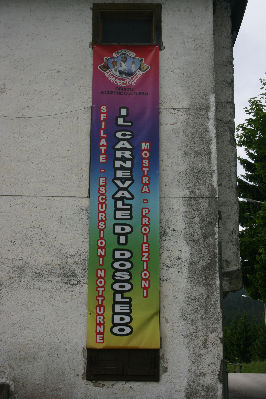 SFILATE - ESCURSIONI NOTTURNE
IL CARNEVALE DI DOSOLEDO
MOSTRA - PROIEZIONI